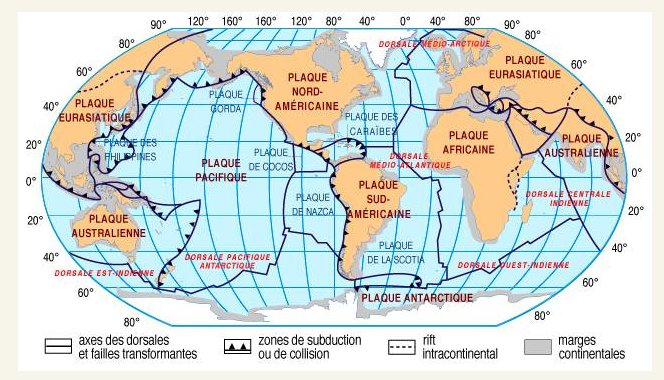 90° 120° 160° 160° 120° 80° 40° 0° 40° 80° 90°
80° 80°
DORSALE MÉDIO-ARCTIQUE
60° 60°
PLAQUE
EURASIATIQUE
PLAQUE
NORD-
AMÉRICAINE
PLAQUE
EURASIATIQUE
PLAQUE
GORDA
40° 40°
PLAQUE DES
CARAÏBES
20° 20°
PLAQUE DES
PHILIPPINES
PLAQUE
AFRICAINE
PLAQUE
AUSTRALIENNE
PLAQUE
PACIFIQUE
PLAQUE
DE COCOS
DORSALE
MÉDIO-ATLANTIQUE
0° 0°
PLAQUE
SUD-
AMÉRICAINE
PLAQUE
DE NAZCA
DORSALE CENTRALE
INDIENNE
20° 20°
PLAQUE
AUSTRALIENNE
PLAQUE
DE LA SCOTIA
40° 40°
DORSALE PACIFIQUE
ANTARCTIQUE
DORSALE EST-INDIENNE
DORSALE OUEST-INDIENNE
60° 60°
PLAQUE ANTARCTIQUE
80° 80°
axes des dorsales
et failles transformantes
zones de subduction
ou de collision
rift
intracontinental
marges
continentales